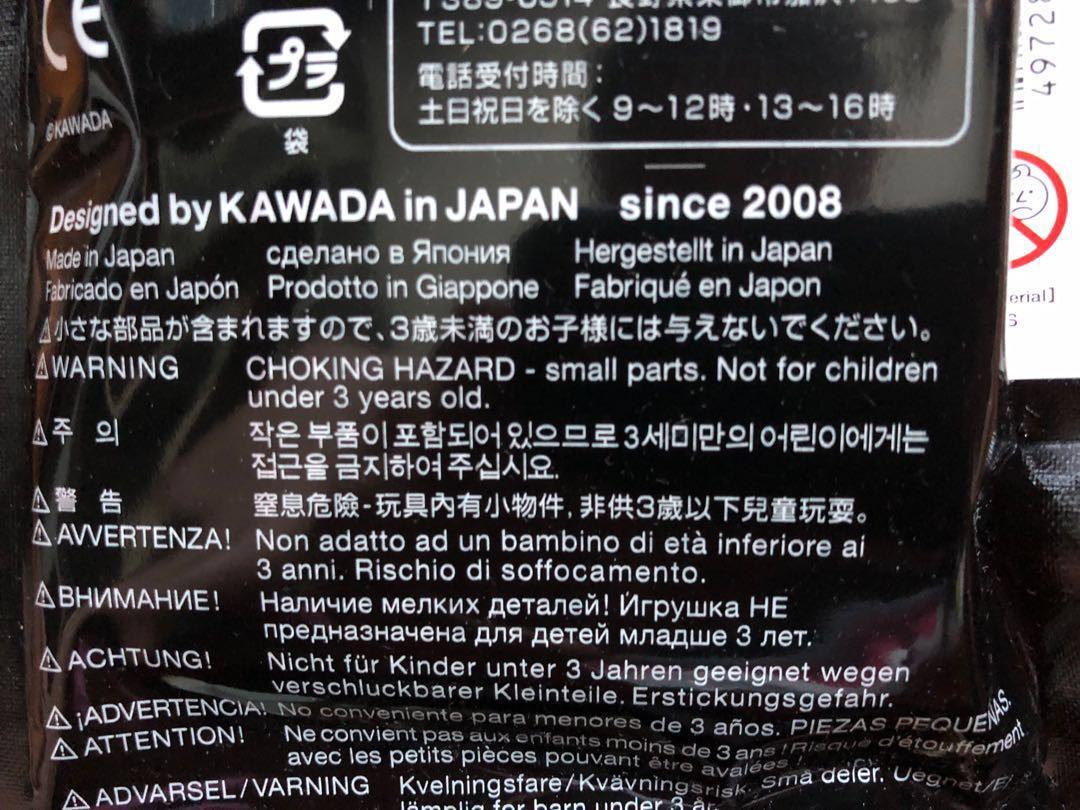 CE
©KAWADA
プラ
袋
TEL:0268(62)1819
電話受付時間：
土日祝日を除く 9～12時・13～16時
49728
erial]
S
Designed by KAWADA in JAPAN since 2008
Made in Japan сделано в Япония Hergestellt in Japan
Fabricado en Japón Prodotto in Giappone Fabriqué en Japon
⚠小さな部品が含まれますので、3歳未満のお子様には与えないでください。
⚠WARNING CHOKING HAZARD - small parts. Not for children
under 3 years old.
⚠주 의 작은 부품이 포함되어 있으므로 3세미만의 어린이에게는
접근을 금지하여 주십시요.
⚠警 告 窒息危險-玩具內有小物件, 非供3歲以下兒童玩耍。
⚠AVVERTENZA! Non adatto ad un bambino di età inferiore ai
3 anni. Rischio di soffocamento.
⚠ВНИМАНИЕ! Наличие мелких деталей! Игрушка НЕ
предназначена для детей младше 3 лет.
⚠ACHTUNG! Nicht für Kinder unter 3 Jahren geeignet wegen
verschluckbarer Kleinteile. Erstickungsgefahr.
⚠¡ADVERTENCIA! No conveniente para menores de 3 años. PIEZAS PEQUEÑAS.
⚠ATTENTION! Ne convient pas aux enfants moins de 3 ans ! Risque d'étouffement
avec les petits pièces pouvant être avalées !
⚠ADVARSEL/VARNING Kvelningsfare/Kvävningsrisk Små deler. Uegnet/E
lämplig for barn under 3 å